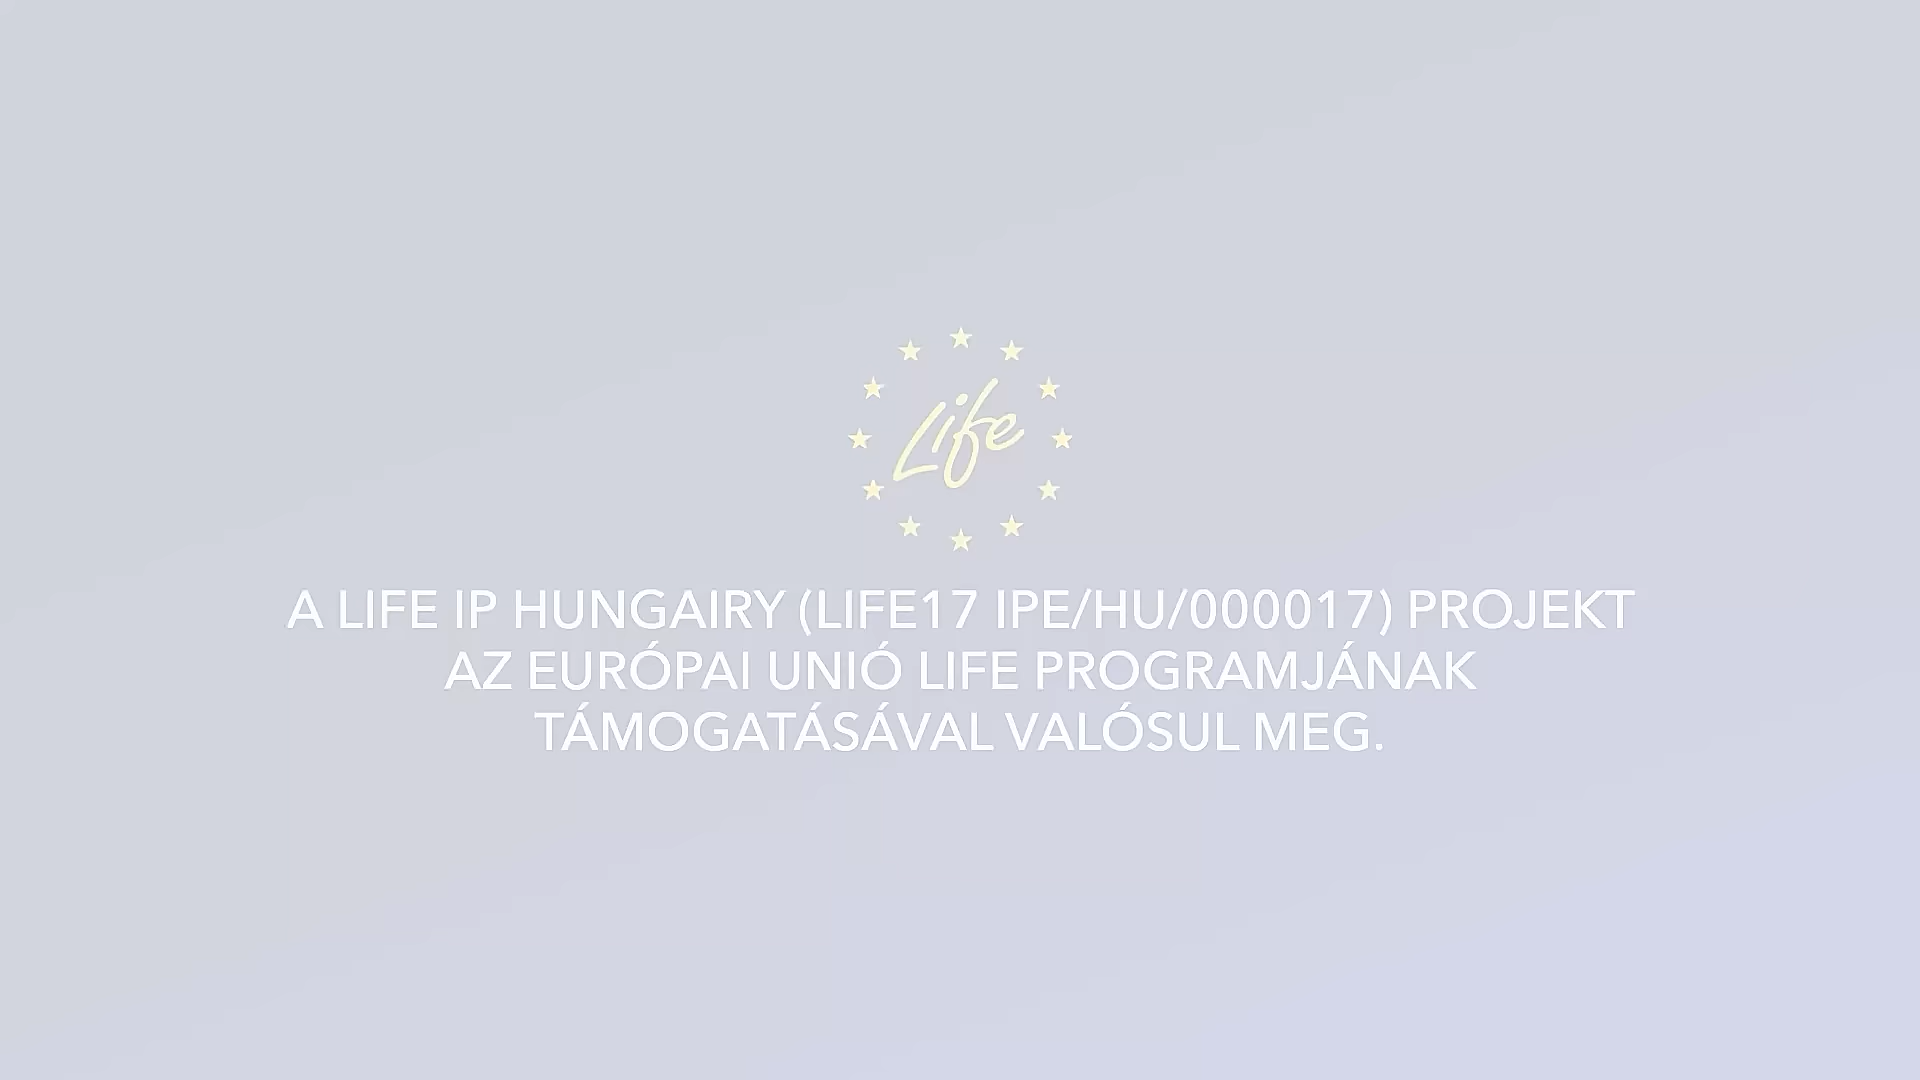 Life
A LIFE IP HUNGAIRY (LIFE17 IPE/HU/000017) PROJEKT
AZ EURÓPAI UNIÓ LIFE PROGRAMJÁNAK
TÁMOGATÁSÁVAL VALÓSUL MEG.